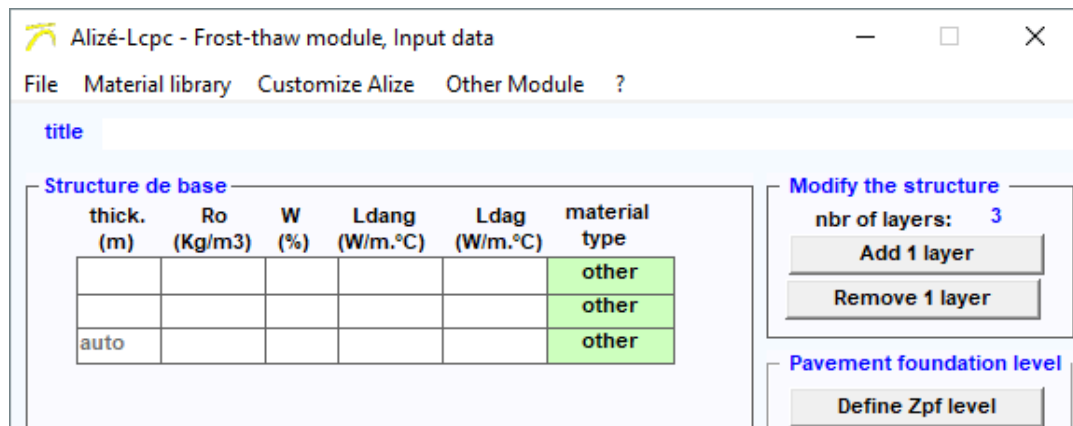 Alizé-Lcpc - Frost-thaw module, Input data
File Material library Customize Alize Other Module ?
title
Structure de base
thick. (m) Ro (Kg/m3) W (%) Ldang (W/m.°C) Ldag (W/m.°C) material type
other
other
auto other
Modify the structure
nbr of layers: 3
Add 1 layer
Remove 1 layer
Pavement foundation level
Define Zpf level